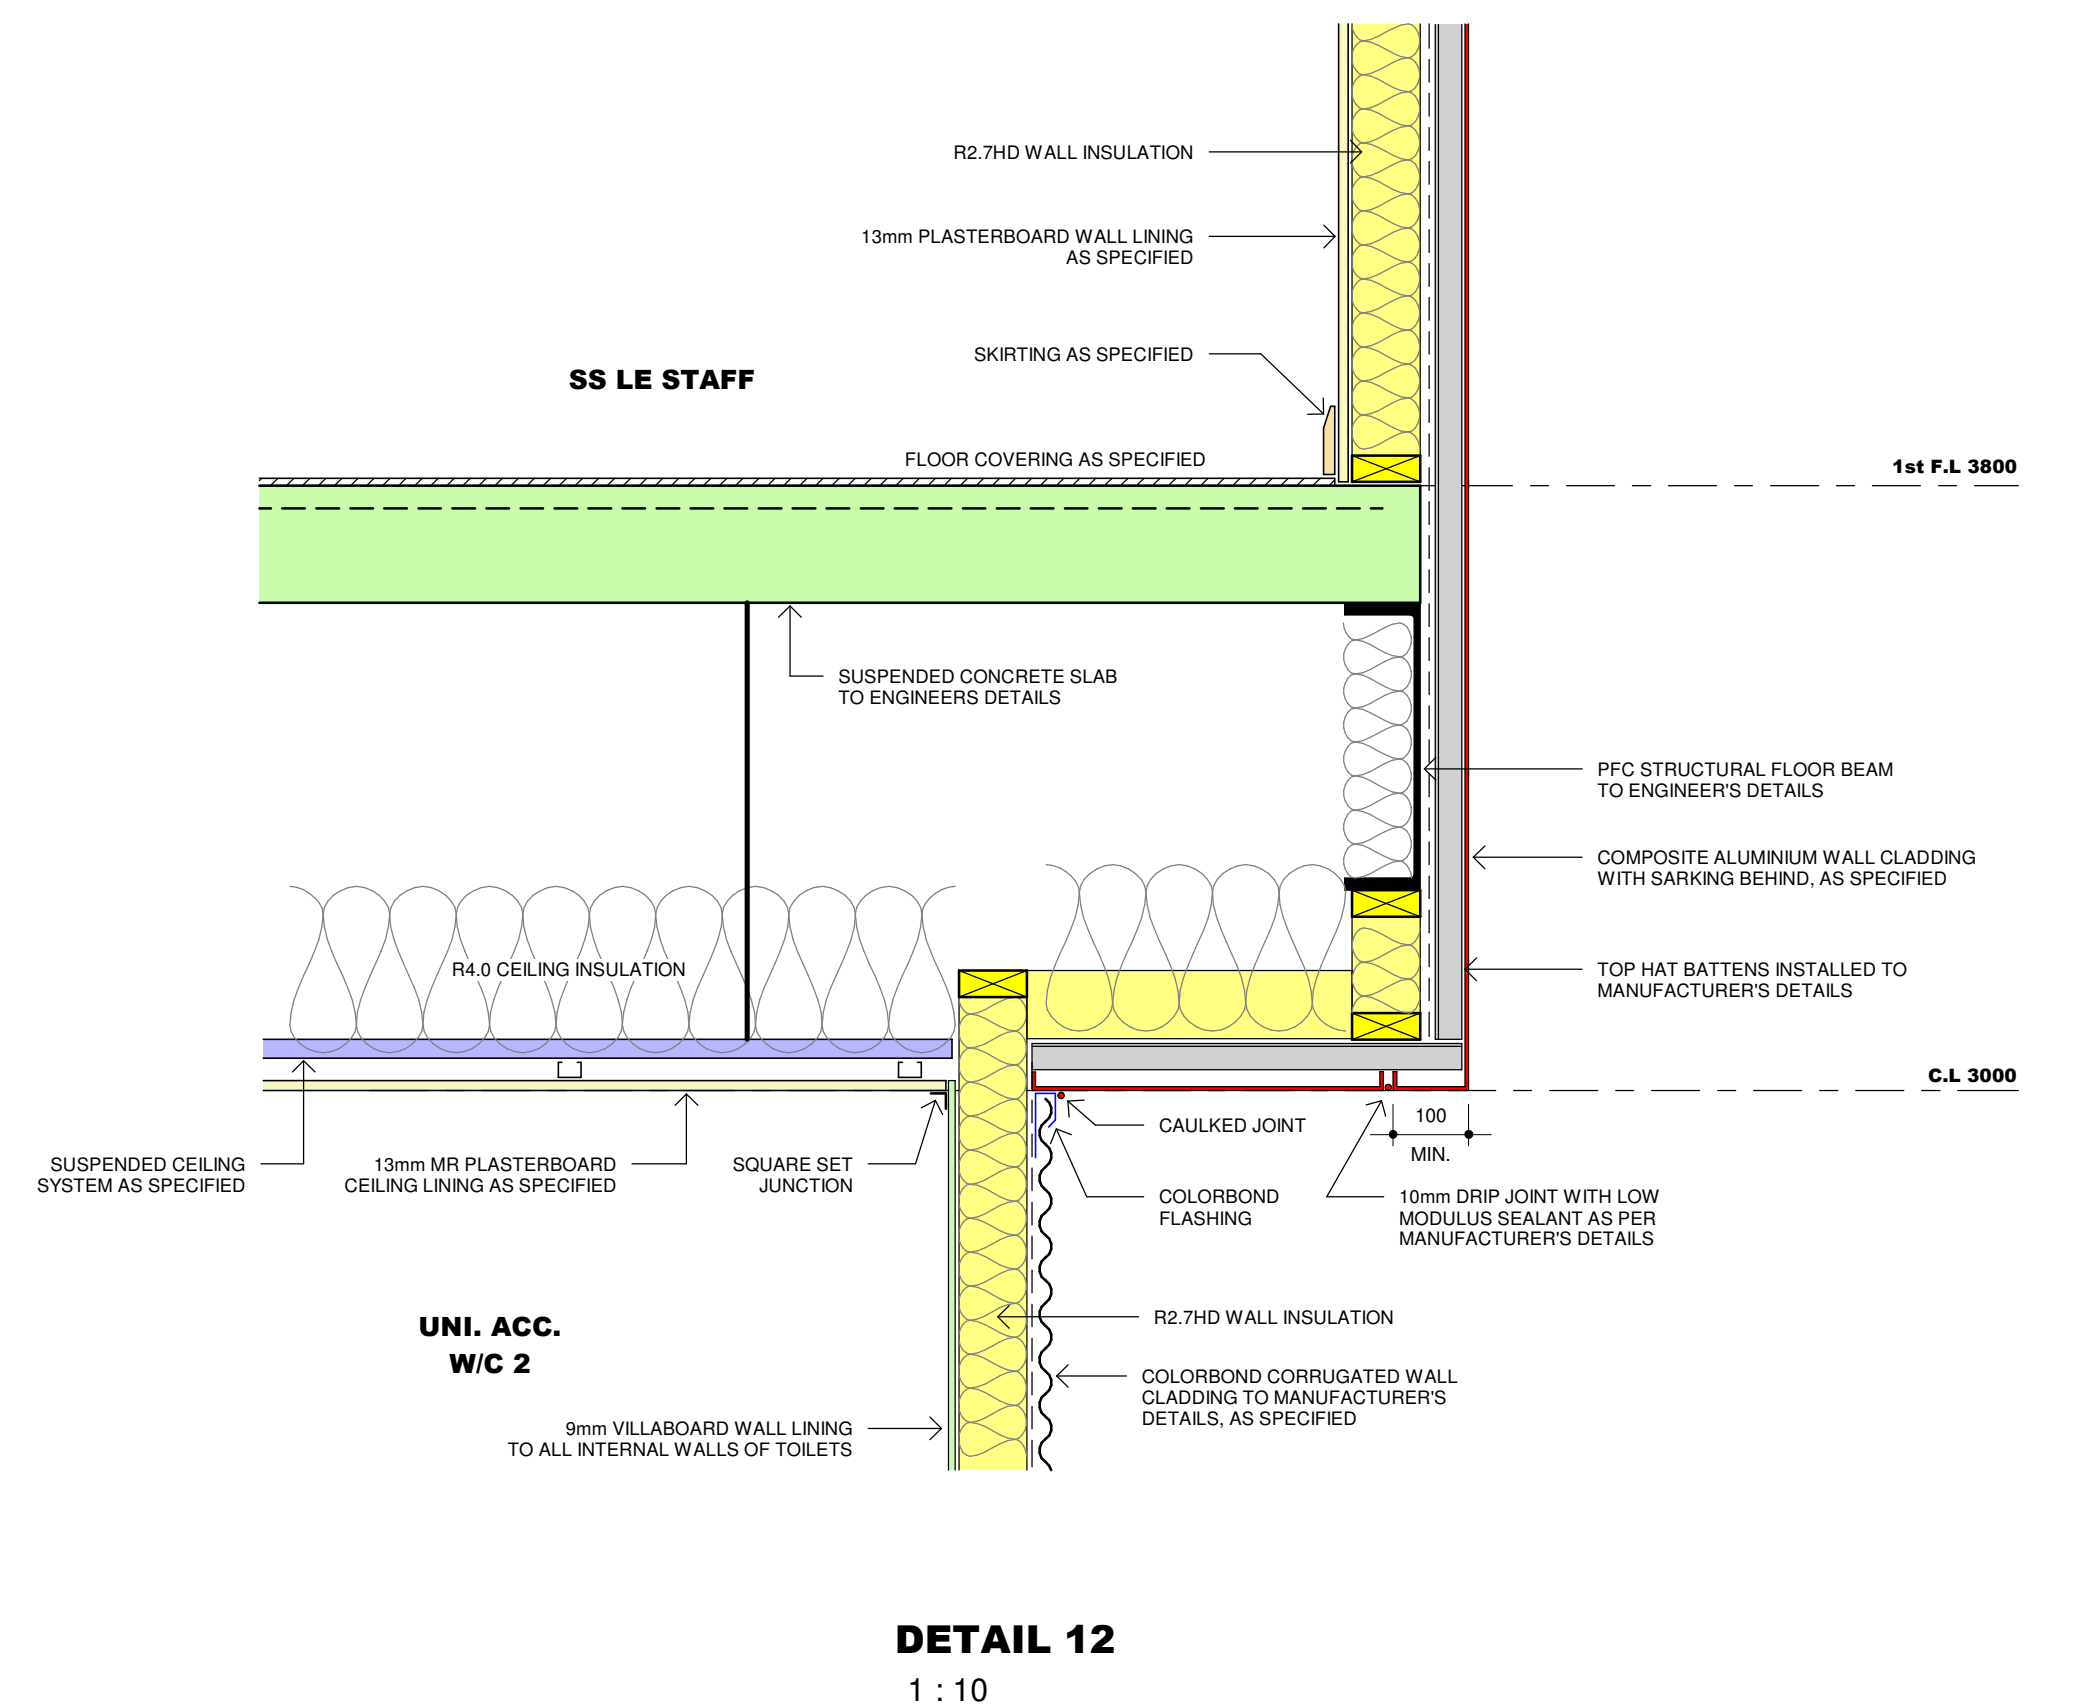 R2.7HD WALL INSULATION
13mm PLASTERBOARD WALL LINING
AS SPECIFIED
SKIRTING AS SPECIFIED
SS LE STAFF
FLOOR COVERING AS SPECIFIED
1st F.L 3800
SUSPENDED CONCRETE SLAB
TO ENGINEERS DETAILS
PFC STRUCTURAL FLOOR BEAM
TO ENGINEER'S DETAILS
COMPOSITE ALUMINIUM WALL CLADDING
WITH SARKING BEHIND, AS SPECIFIED
R4.0 CEILING INSULATION
TOP HAT BATTENS INSTALLED TO
MANUFACTURER'S DETAILS
C.L 3000
100
MIN.
CAULKED JOINT
SUSPENDED CEILING
SYSTEM AS SPECIFIED
13mm MR PLASTERBOARD
CEILING LINING AS SPECIFIED
SQUARE SET
JUNCTION
COLORBOND
FLASHING
10mm DRIP JOINT WITH LOW
MODULUS SEALANT AS PER
MANUFACTURER'S DETAILS
UNI. ACC.
W/C 2
R2.7HD WALL INSULATION
COLORBOND CORRUGATED WALL
CLADDING TO MANUFACTURER'S
DETAILS, AS SPECIFIED
9mm VILLABOARD WALL LINING
TO ALL INTERNAL WALLS OF TOILETS
DETAIL 12
1 : 10